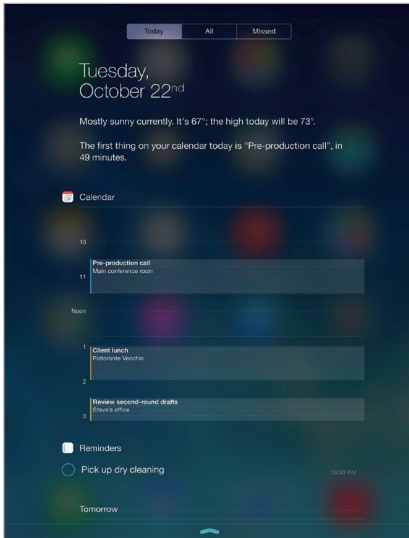 Today All Missed
Tuesday,
October 22nd
Mostly sunny currently. It's 67°; the high today will be 73°.
The first thing on your calendar today is "Pre-production call", in
49 minutes.
Calendar
10
Pre-production call
Main conference room
11
Noon
1
Client lunch
Ristorante Vecchio
2
Review second-round drafts
Steve's office
3
Reminders
Pick up dry cleaning
10:00 AM
Tomorrow